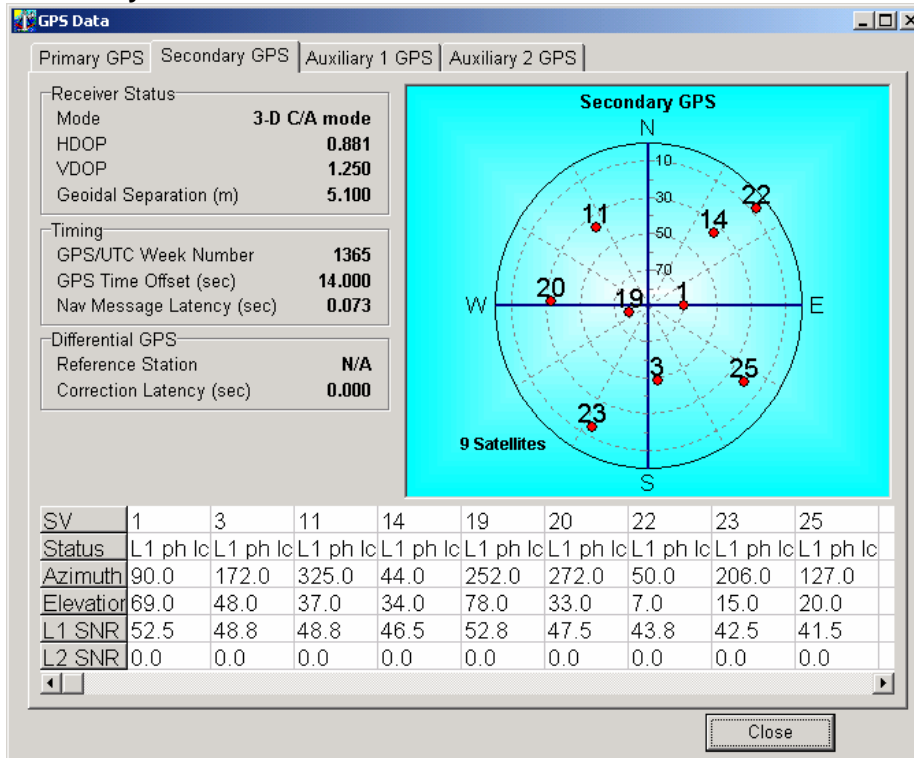 GPS Data
Primary GPS Secondary GPS Auxiliary 1 GPS Auxiliary 2 GPS
Receiver Status
Mode 3-D C/A mode
HDOP 0.881
VDOP 1.250
Geoidal Separation (m) 5.100
Timing
GPS/UTC Week Number 1365
GPS Time Offset (sec) 14.000
Nav Message Latency (sec) 0.073
Differential GPS
Reference Station N/A
Correction Latency (sec) 0.000
Secondary GPS
N
10
30
22
11
14
50
70
20
19
1
W
E
3
25
23
9 Satellites
S
SV 1 3 11 14 19 20 22 23 25
Status L1 ph lc L1 ph lc L1 ph lc L1 ph lc L1 ph lc L1 ph lc L1 ph lc L1 ph lc L1 ph lc
Azimuth 90.0 172.0 325.0 44.0 252.0 272.0 50.0 206.0 127.0
Elevation 69.0 48.0 37.0 34.0 78.0 33.0 7.0 15.0 20.0
L1 SNR 52.5 48.8 48.8 46.5 52.8 47.5 43.8 42.5 41.5
L2 SNR 0.0 0.0 0.0 0.0 0.0 0.0 0.0 0.0 0.0
Close